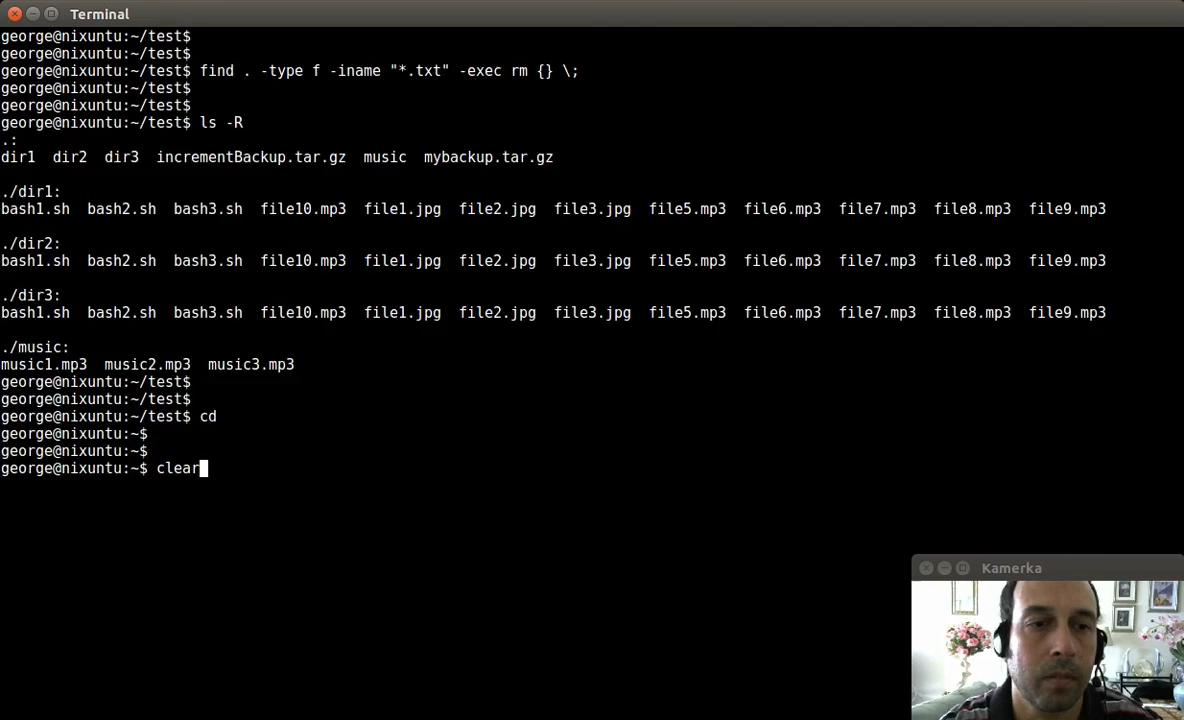 Terminal
george@nixuntu:~/test$
george@nixuntu:~/test$
george@nixuntu:~/test$ find . -type f -iname "*.txt" -exec rm {} \;
george@nixuntu:~/test$
george@nixuntu:~/test$
george@nixuntu:~/test$ ls -R
.:
dir1  dir2  dir3  incrementBackup.tar.gz  music  mybackup.tar.gz
./dir1:
bash1.sh  bash2.sh  bash3.sh  file10.mp3  file1.jpg  file2.jpg  file3.jpg  file5.mp3  file6.mp3  file7.mp3  file8.mp3  file9.mp3
./dir2:
bash1.sh  bash2.sh  bash3.sh  file10.mp3  file1.jpg  file2.jpg  file3.jpg  file5.mp3  file6.mp3  file7.mp3  file8.mp3  file9.mp3
./dir3:
bash1.sh  bash2.sh  bash3.sh  file10.mp3  file1.jpg  file2.jpg  file3.jpg  file5.mp3  file6.mp3  file7.mp3  file8.mp3  file9.mp3
./music:
music1.mp3  music2.mp3  music3.mp3
george@nixuntu:~/test$
george@nixuntu:~/test$
george@nixuntu:~/test$ cd
george@nixuntu:~$
george@nixuntu:~$
george@nixuntu:~$ clear
Kamerka